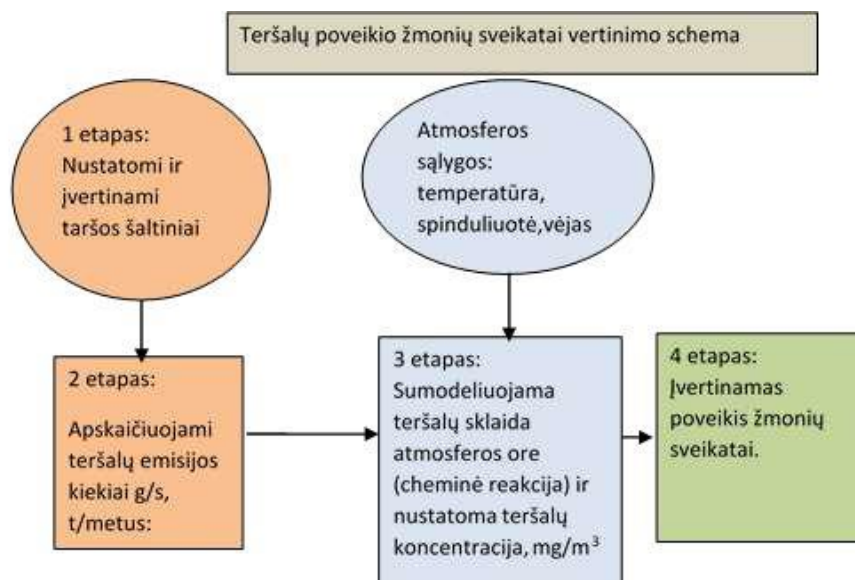 Teršalų poveikio žmonių sveikatai vertinimo schema
1 etapas:
Nustatomi ir
įvertinami
taršos šaltiniai
Atmosferos
sąlygos:
temperatūra,
spinduliuotė,vėjas
2 etapas:
Apskaičiuojami
teršalų emisijos
kiekiai g/s,
t/metus:
3 etapas:
Sumodeliuojama
teršalų sklaida
atmosferos ore
(cheminė reakcija) ir
nustatoma teršalų
koncentracija, mg/m³
4 etapas:
Įvertinamas
poveikis žmonių
sveikatai.